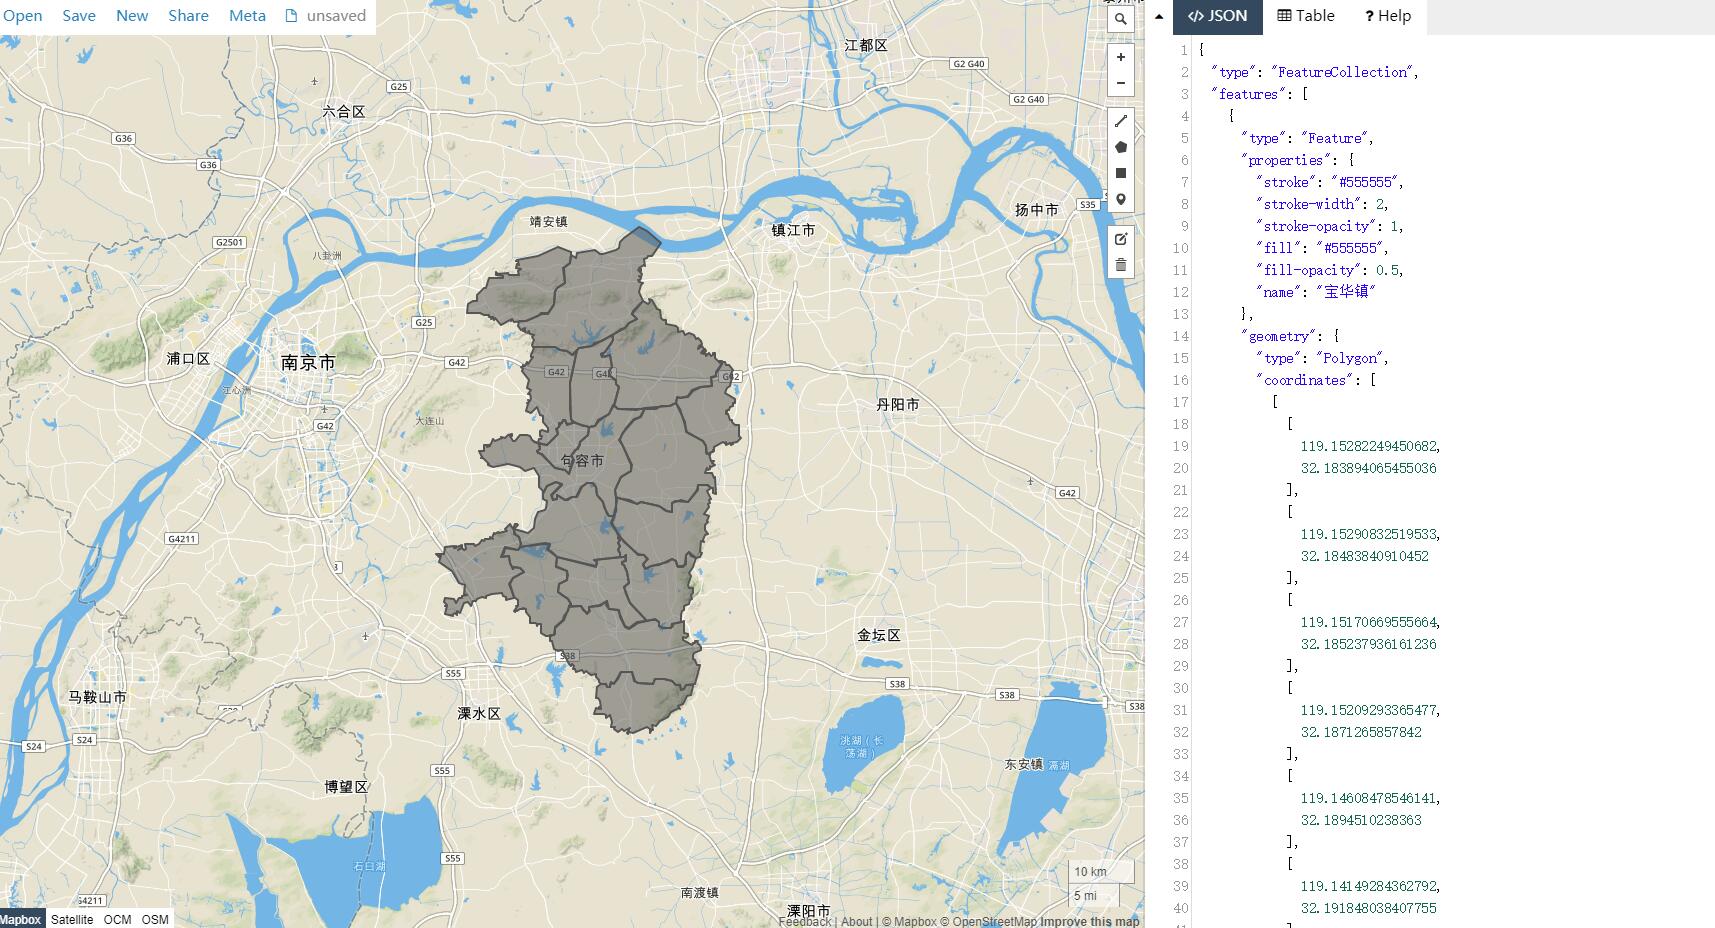 Open Save New Share Meta unsaved
JSON Table ? Help
江都区
G2 G40
G25
六合区
G2 G40
G36
G36
扬中市
S35
靖安镇
镇江市
G2501
八卦洲
G25
浦口区
南京市
G42
江心洲
G42
G42
G42
丹阳市
大连山
G42
句容市
G42
G4211
金坛区
S38
S55
S38
S38
S38
马鞍山市
溧水区
S24
S24
洮湖（长
荡湖）
东安镇
滆湖
S55
博望区
石臼湖
S55
10 km
5 mi
南渡镇
G4211
溧阳市
Mapbox Satellite OCM OSM
Feedback | About | © Mapbox © OpenStreetMap Improve this map
1 {
2 "type": "FeatureCollection",
3 "features": [
4 {
5 "type": "Feature",
6 "properties": {
7 "stroke": "#555555",
8 "stroke-width": 2,
9 "stroke-opacity": 1,
10 "fill": "#555555",
11 "fill-opacity": 0.5,
12 "name": "宝华镇"
13 },
14 "geometry": {
15 "type": "Polygon",
16 "coordinates": [
17 [
18 [
19 119.15282249450682,
20 32.183894065455036
21 ],
22 [
23 119.15290832519533,
24 32.18483840910452
25 ],
26 [
27 119.15170669555664,
28 32.185237936161236
29 ],
30 [
31 119.15209293365477,
32 32.1871265857842
33 ],
34 [
35 119.14608478546141,
36 32.1894510238363
37 ],
38 [
39 119.14149284362792,
40 32.191848038407755